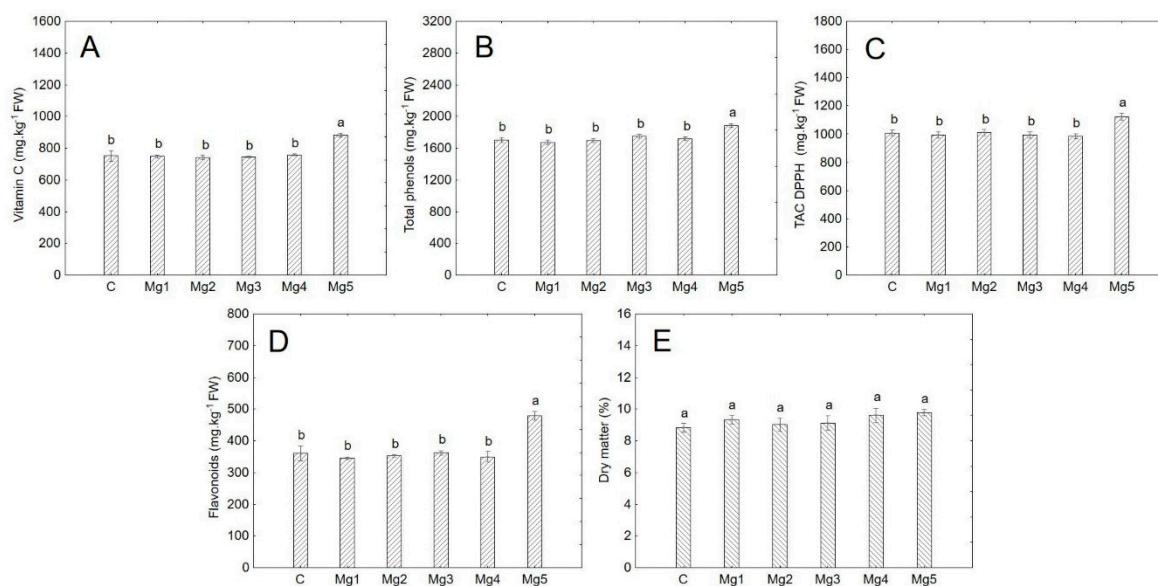 A
Vitamin C (mg.kg⁻¹ FW)
1600
1400
1200
1000
800
600
400
200
0
b b b b b a
C Mg1 Mg2 Mg3 Mg4 Mg5
B
Total phenols (mg.kg⁻¹ FW)
3200
2800
2400
2000
1600
1200
800
400
0
b b b b b a
C Mg1 Mg2 Mg3 Mg4 Mg5
C
TAC DPPH (mg.kg⁻¹ FW)
1800
1600
1400
1200
1000
800
600
400
200
0
b b b b b a
C Mg1 Mg2 Mg3 Mg4 Mg5
D
Flavonoids (mg.kg⁻¹ FW)
800
700
600
500
400
300
200
100
0
b b b b b a
C Mg1 Mg2 Mg3 Mg4 Mg5
E
Dry matter (%)
16
14
12
10
8
6
4
2
0
a a a a a a
C Mg1 Mg2 Mg3 Mg4 Mg5